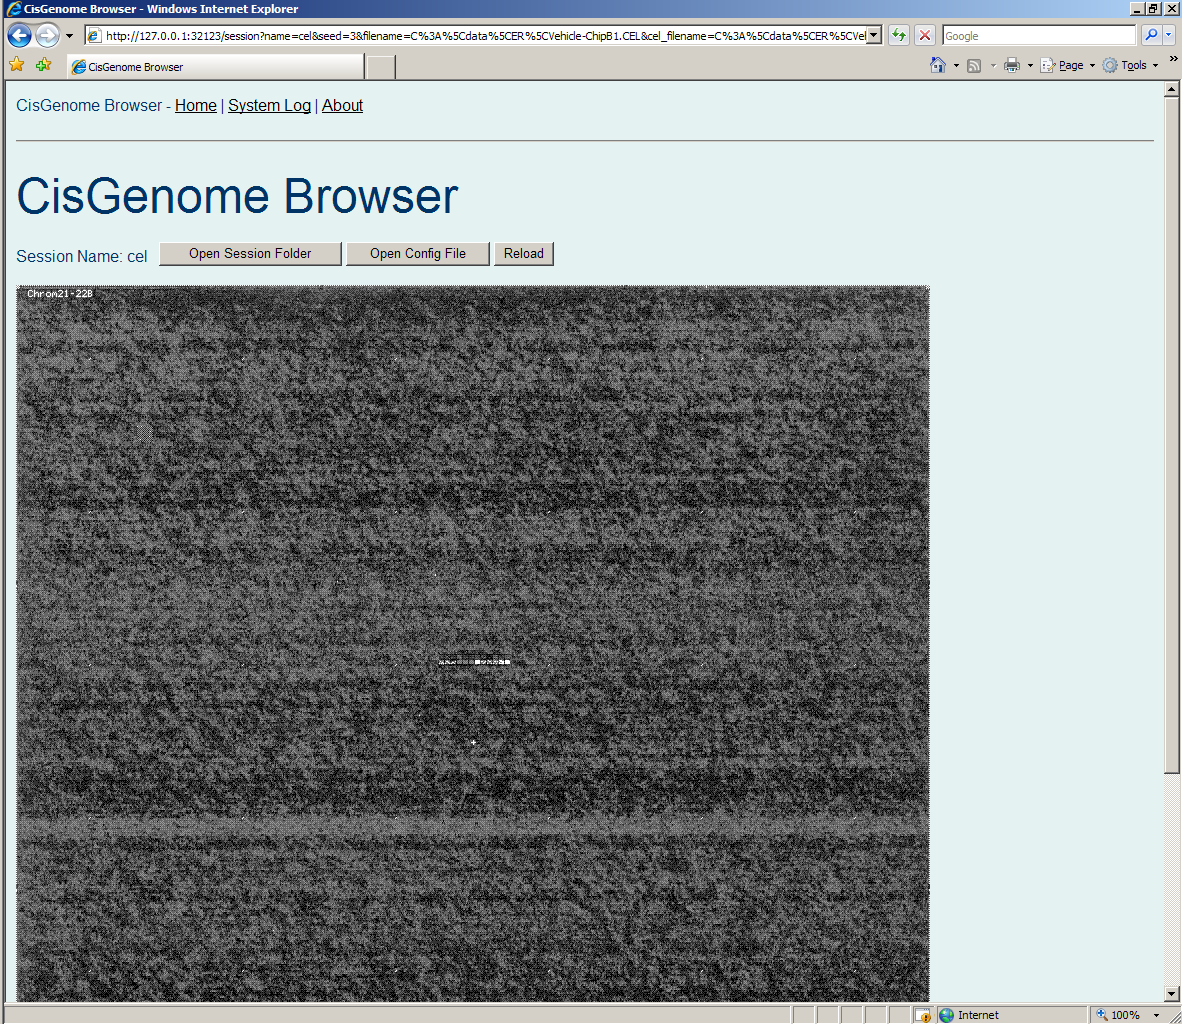 CisGenome Browser - Windows Internet Explorer
http://127.0.0.1:32123/session?name=cel&seed=3&filename=C%3A%5Cdata%5CER%5CVehicle-ChipB1.CEL&cel_filename=C%3A%5Cdata%5CER%5CVel
Google
CisGenome Browser
Page
Tools
CisGenome Browser - Home | System Log | About
CisGenome Browser
Session Name: cel
Open Session Folder
Open Config File
Reload
Chrom21-22B
Internet
100%